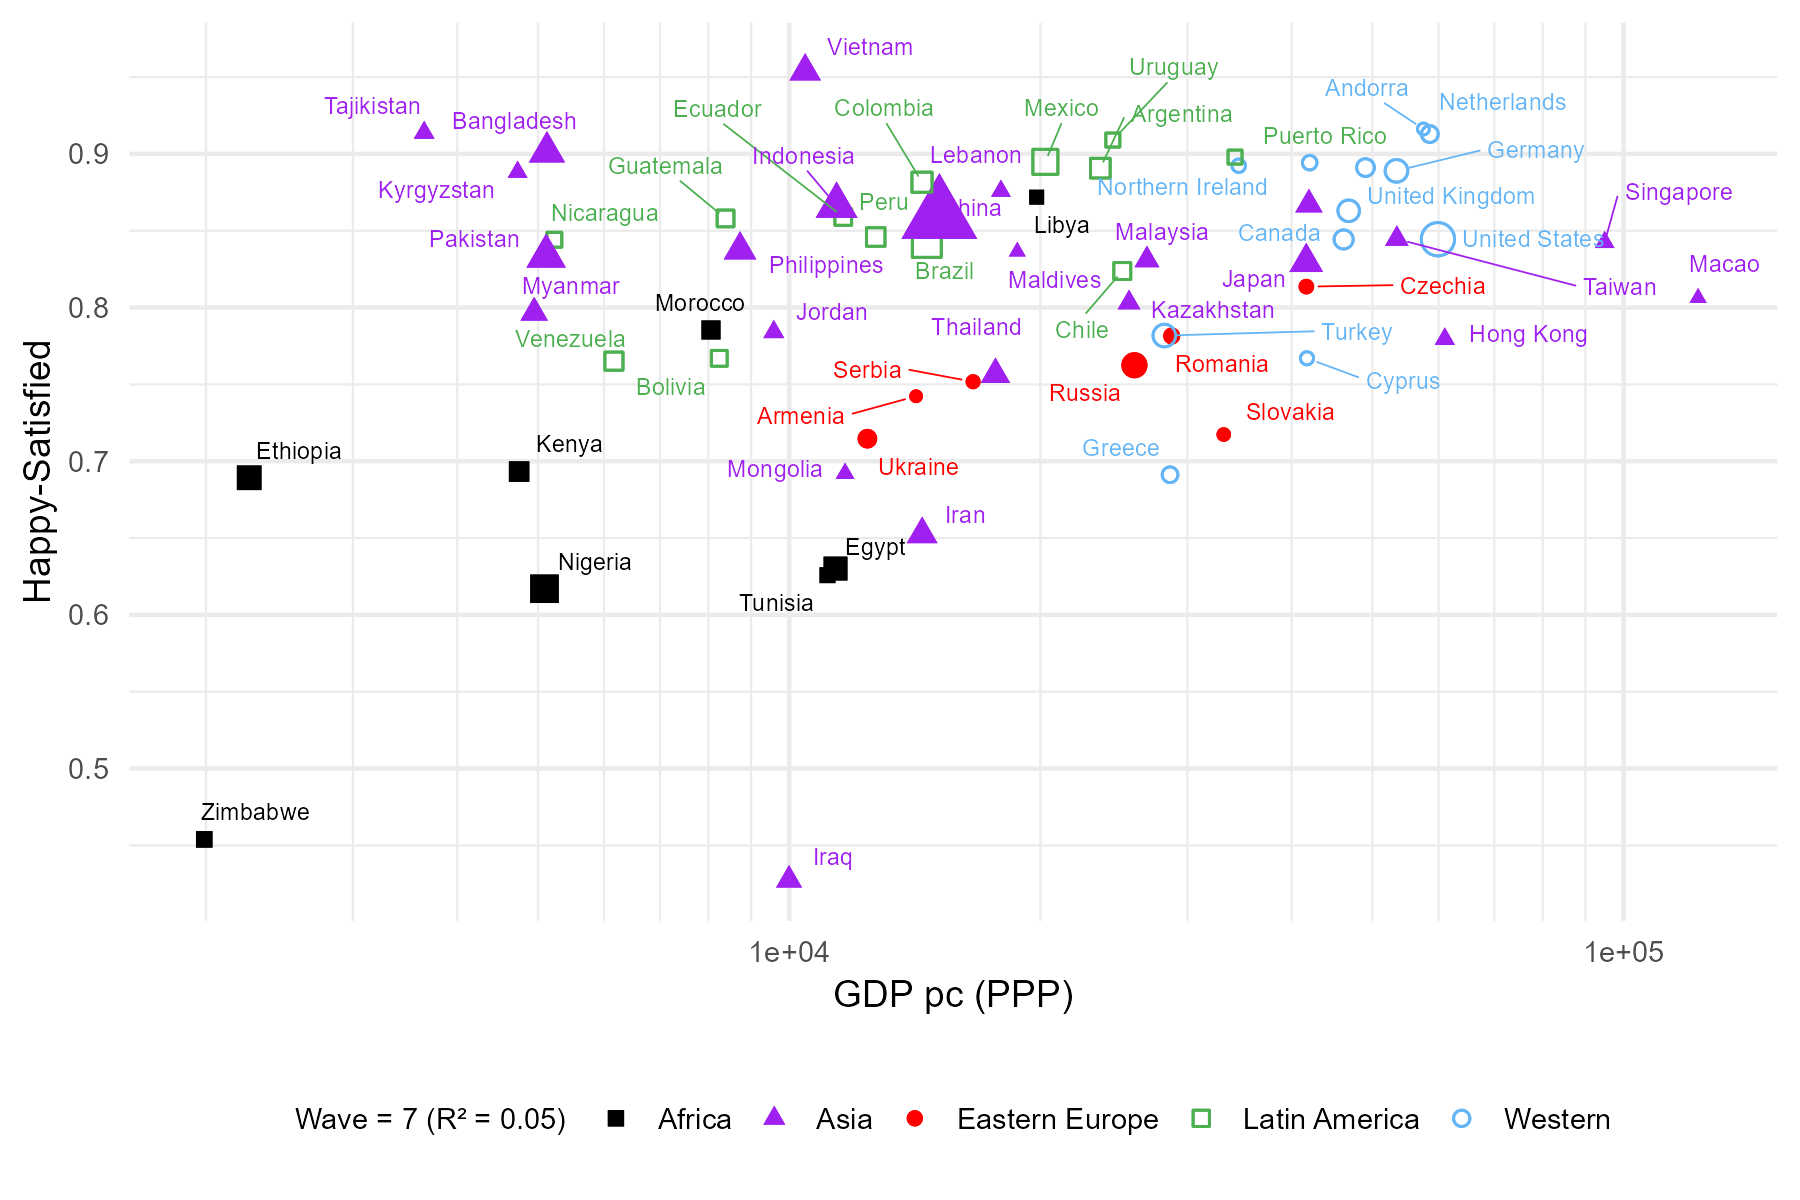 Vietnam
Uruguay
Andorra
Netherlands
Tajikistan
Bangladesh
Ecuador
Colombia
Mexico
Argentina
Puerto Rico
0.9
Indonesia
Lebanon
Germany
Guatemala
Kyrgyzstan
Northern Ireland
United Kingdom
Singapore
Nicaragua
Peru
hina
Libya
Pakistan
Malaysia
Canada
United States
Philippines
Brazil
Maldives
Japan
Macao
Myanmar
Czechia
Taiwan
0.8
Morocco
Jordan
Kazakhstan
Venezuela
Thailand
Chile
Turkey
Hong Kong
Serbia
Romania
Bolivia
Russia
Cyprus
Armenia
Slovakia
Ethiopia
Kenya
Greece
0.7
Mongolia
Ukraine
Iran
Egypt
Nigeria
Tunisia
0.6
0.5
Zimbabwe
Iraq
Happy-Satisfied
1e+04
1e+05
GDP pc (PPP)
Wave = 7 (R² = 0.05) Africa Asia Eastern Europe Latin America Western